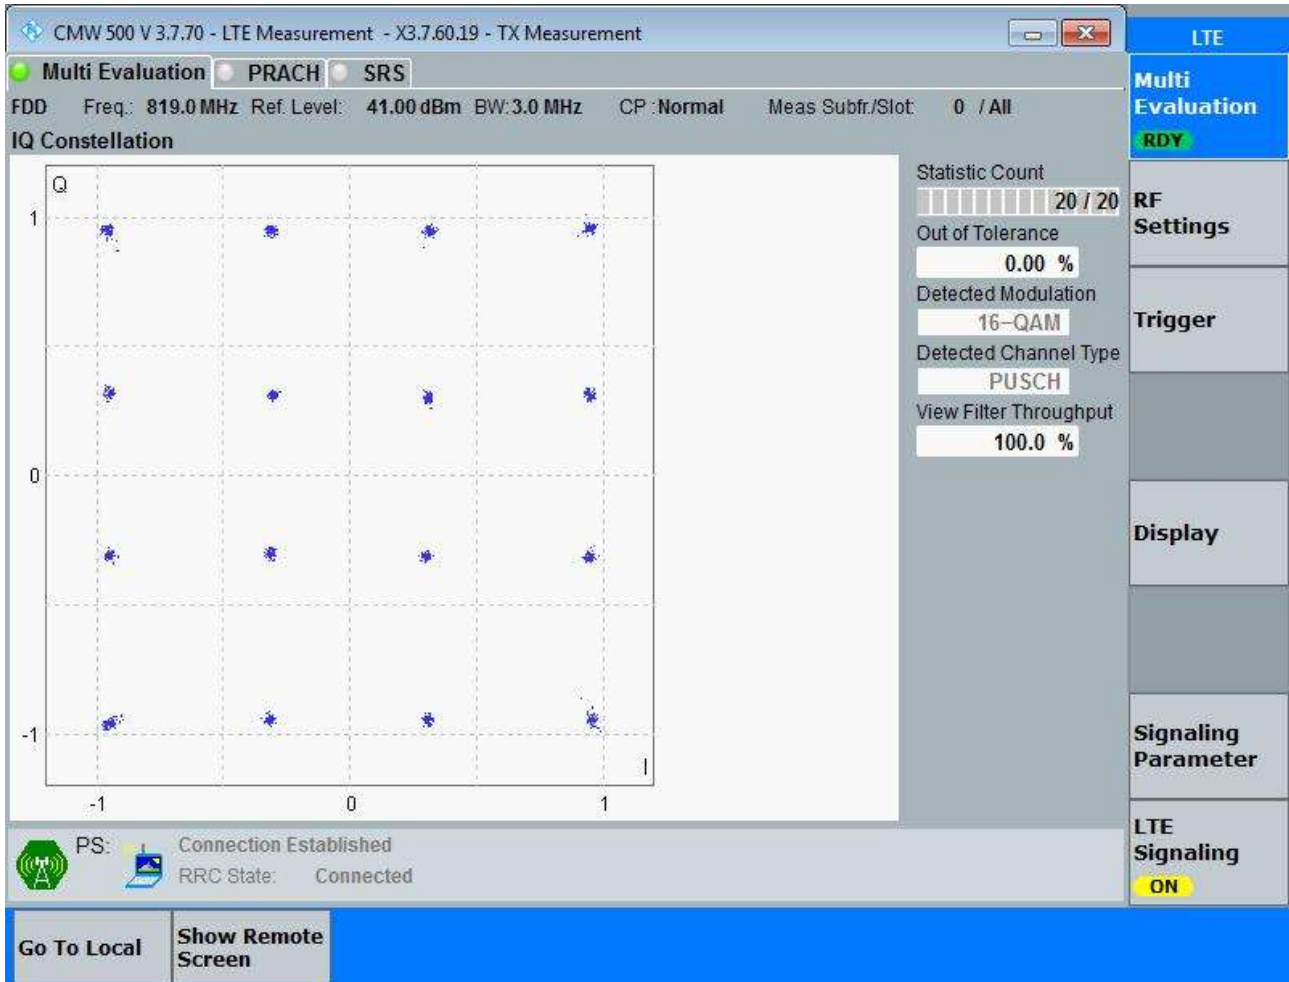 CMW 500 V 3.7.70 - LTE Measurement - X3.7.60.19 - TX Measurement
LTE
Multi Evaluation PRACH SRS
FDD Freq.: 819.0 MHz Ref. Level: 41.00 dBm BW: 3.0 MHz CP : Normal Meas Subfr./Slot: 0 / All
IQ Constellation
Q
1
0
-1
I
-1 0 1
Statistic Count
20 / 20
Out of Tolerance
0.00 %
Detected Modulation
16-QAM
Detected Channel Type
PUSCH
View Filter Throughput
100.0 %
Multi
Evaluation
RDY
RF
Settings
Trigger
Display
Signaling
Parameter
LTE
Signaling
ON
PS: Connection Established
RRC State: Connected
Go To Local
Show Remote
Screen